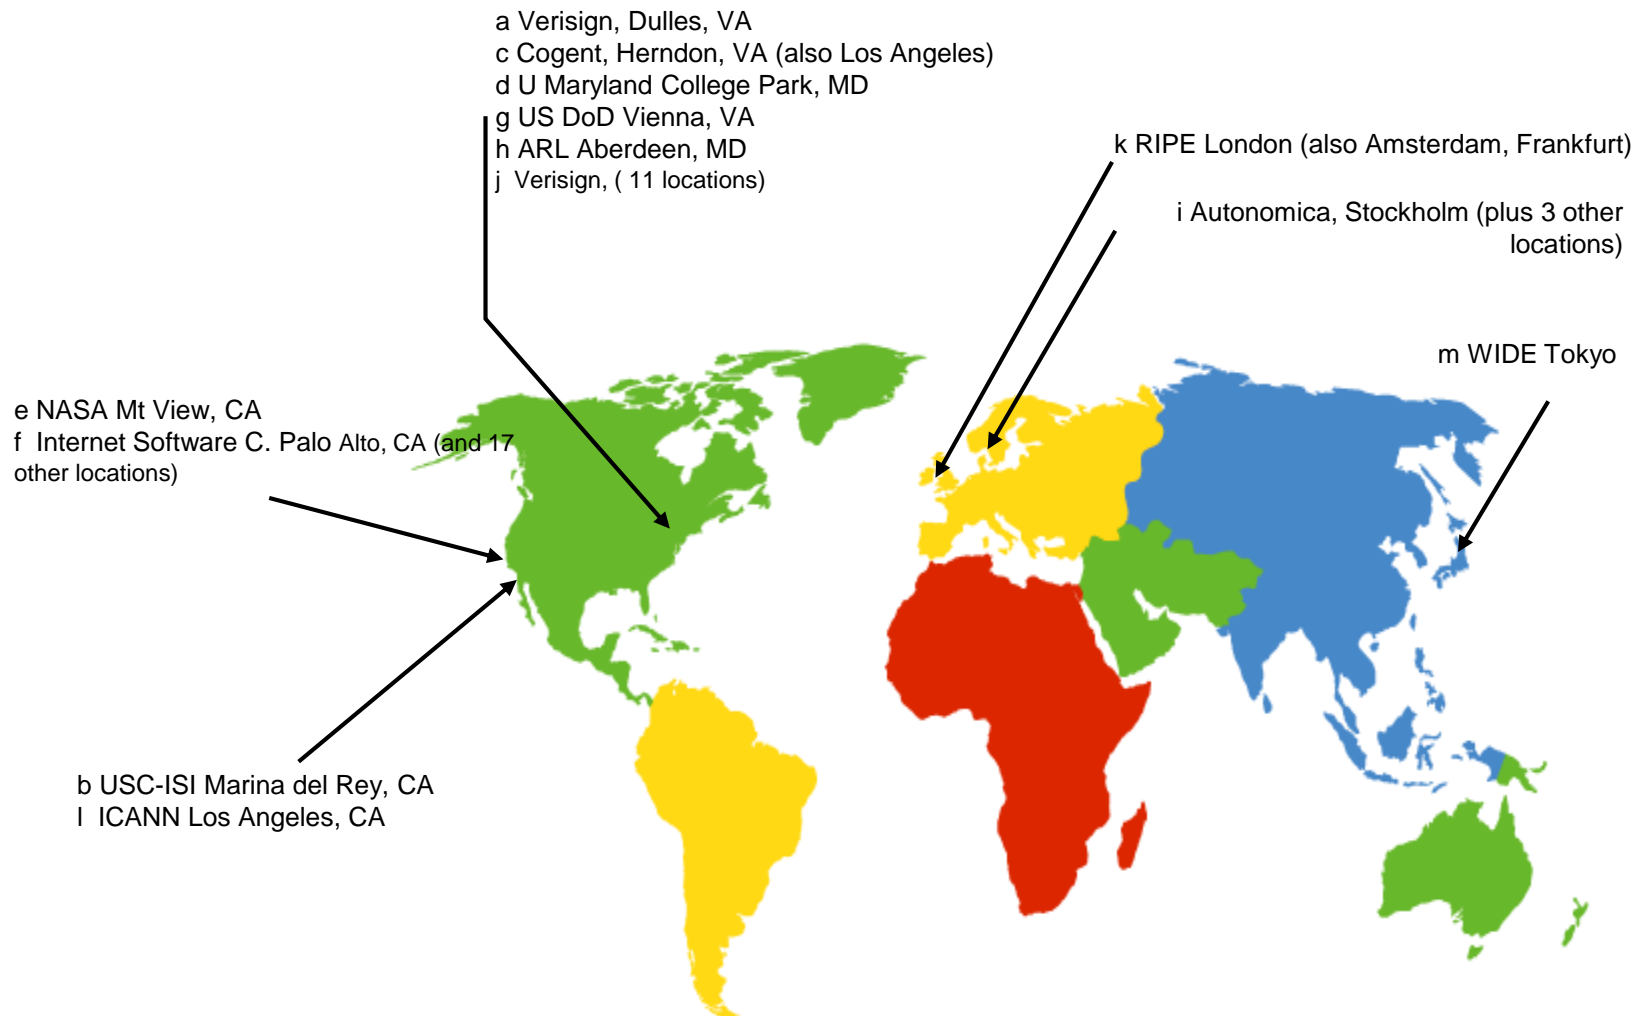 a Verisign, Dulles, VA
c Cogent, Herndon, VA (also Los Angeles)
d U Maryland College Park, MD
g US DoD Vienna, VA
h ARL Aberdeen, MD
j Verisign, ( 11 locations)
k RIPE London (also Amsterdam, Frankfurt)
i Autonomica, Stockholm (plus 3 other
locations)
m WIDE Tokyo
e NASA Mt View, CA
f Internet Software C. Palo Alto, CA (and 17
other locations)
b USC-ISI Marina del Rey, CA
l ICANN Los Angeles, CA